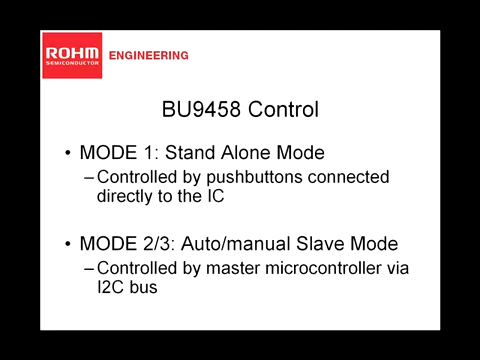 ROHM
SEMICONDUCTOR
ENGINEERING
BU9458 Control
• MODE 1: Stand Alone Mode
– Controlled by pushbuttons connected
directly to the IC
• MODE 2/3: Auto/manual Slave Mode
– Controlled by master microcontroller via
I2C bus